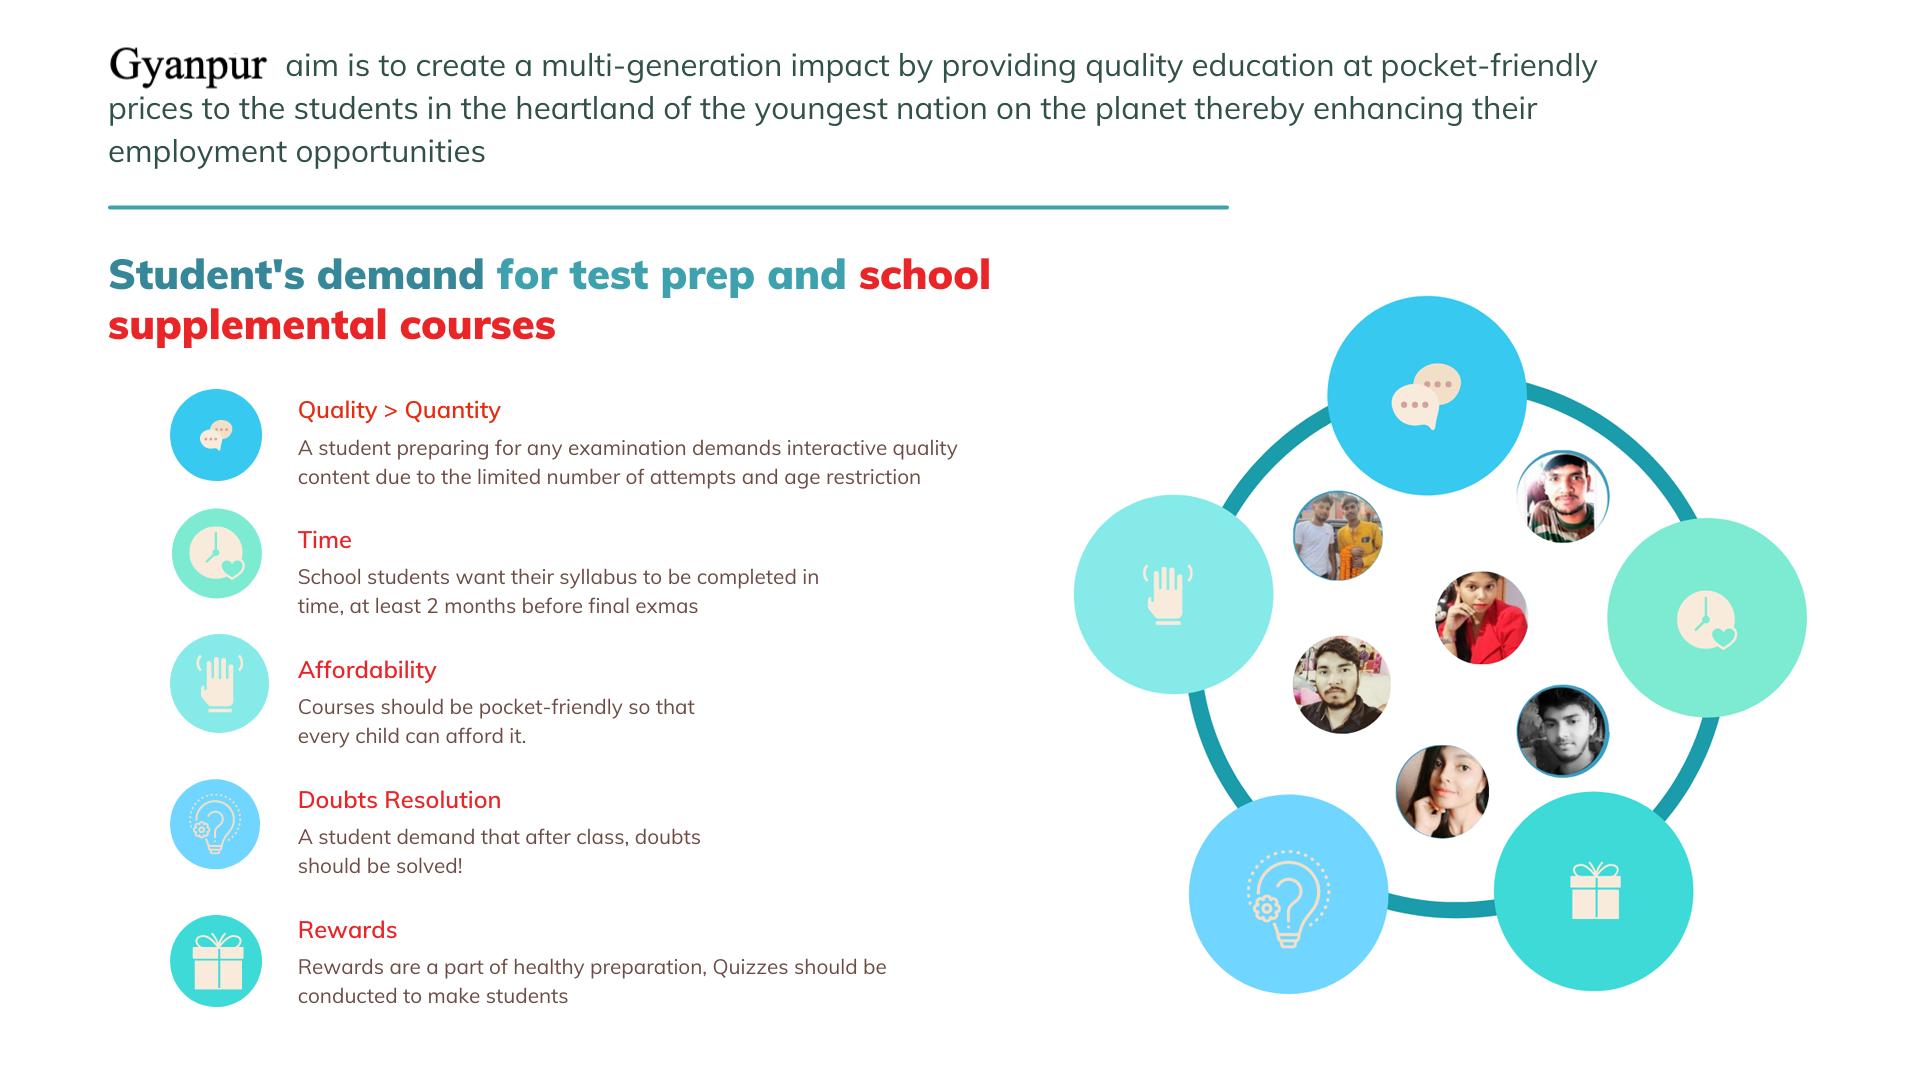 Gyanpur aim is to create a multi-generation impact by providing quality education at pocket-friendly
prices to the students in the heartland of the youngest nation on the planet thereby enhancing their
employment opportunities
Student's demand for test prep and school
supplemental courses
Quality > Quantity
A student preparing for any examination demands interactive quality
content due to the limited number of attempts and age restriction
Time
School students want their syllabus to be completed in
time, at least 2 months before final exmas
Affordability
Courses should be pocket-friendly so that
every child can afford it.
Doubts Resolution
A student demand that after class, doubts
should be solved!
Rewards
Rewards are a part of healthy preparation, Quizzes should be
conducted to make students